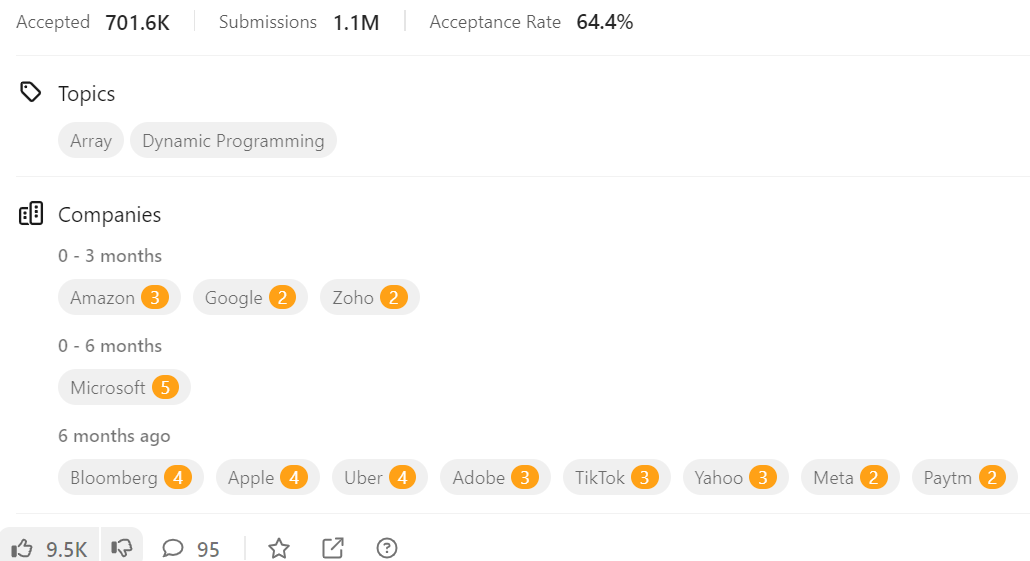 Accepted 701.6K Submissions 1.1M Acceptance Rate 64.4%
Topics
Array Dynamic Programming
Companies
0 - 3 months
Amazon 3 Google 2 Zoho 2
0 - 6 months
Microsoft 5
6 months ago
Bloomberg 4 Apple 4 Uber 4 Adobe 3 TikTok 3 Yahoo 3 Meta 2 Paytm 2
9.5K 95 ?